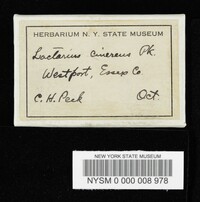 HERBARIUM N. Y. STATE MUSEUM
Lactarius cinereus Pk.
Westport, Essex Co.
C. H. Peck Oct.
NEW YORK STATE MUSEUM
NYSM 0 000 008 978